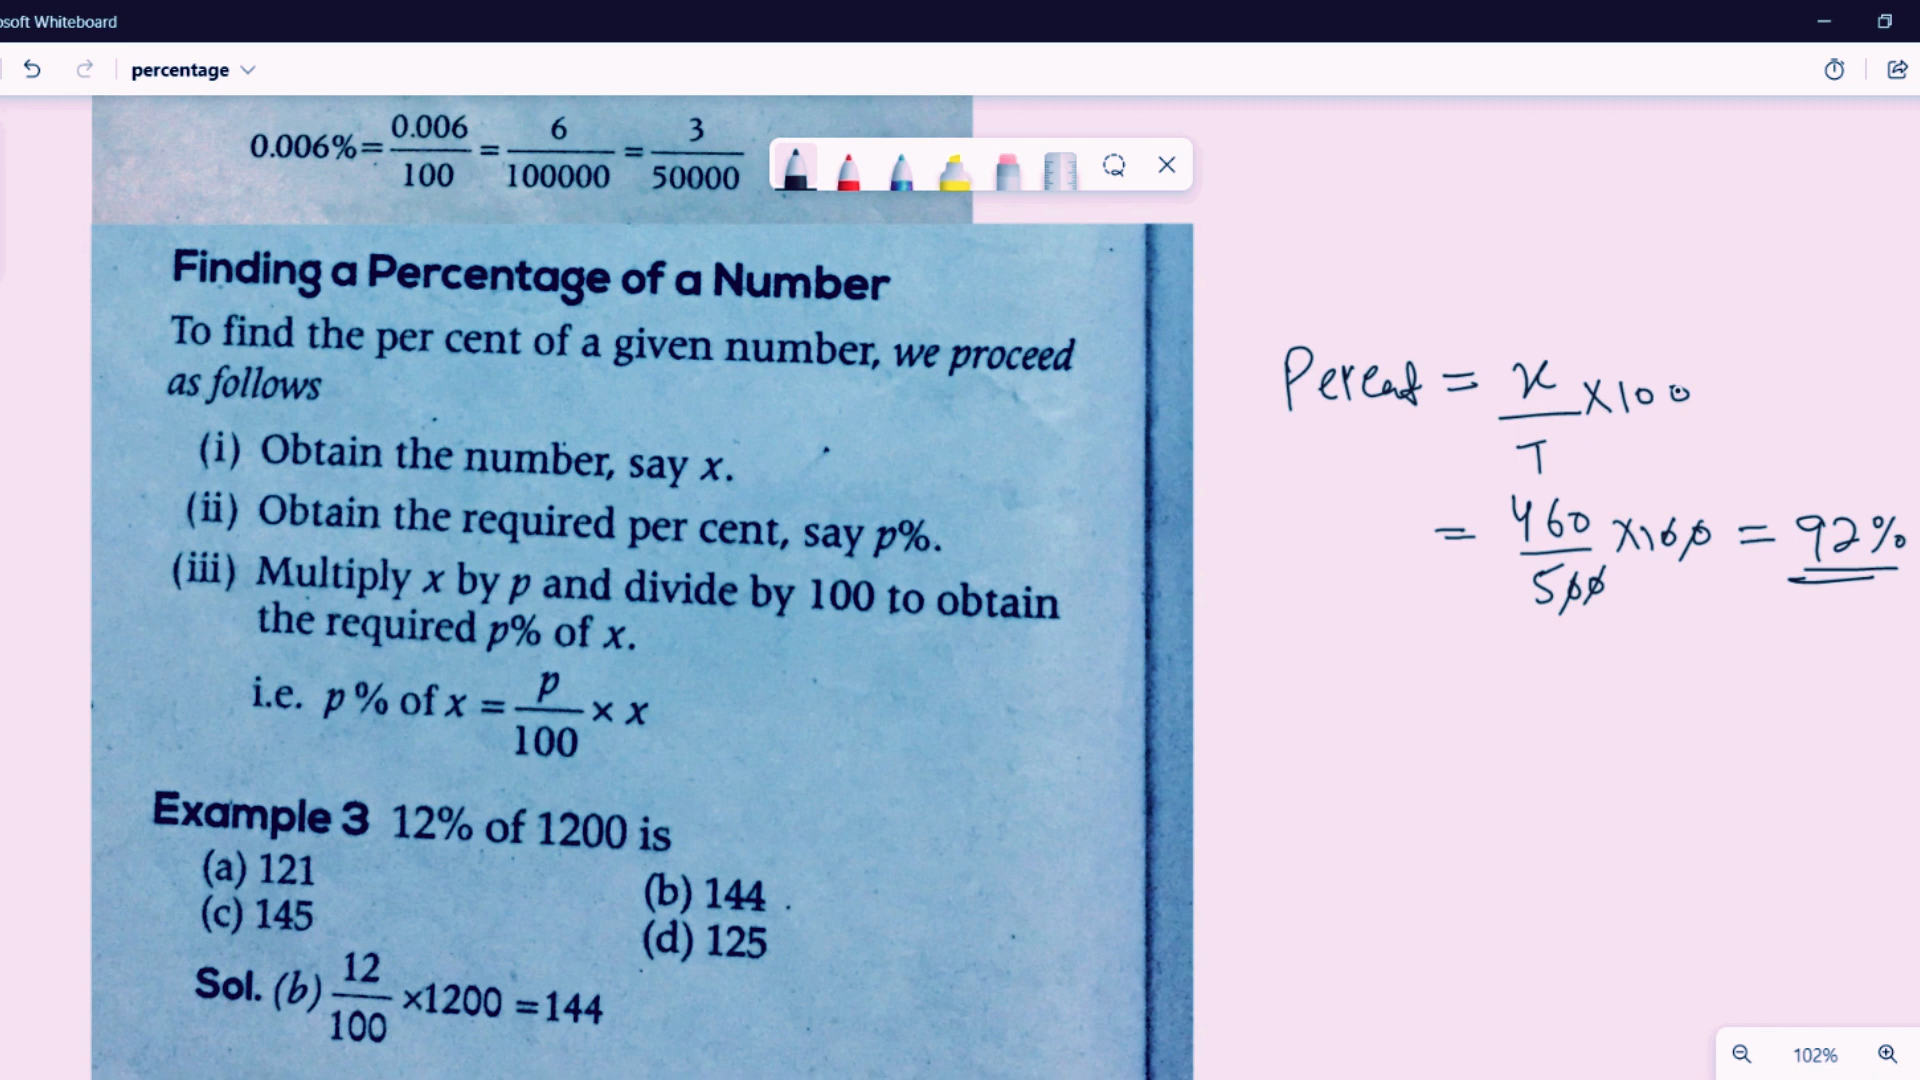 osoft Whiteboard
percentage
0.006%= 0.006/100 = 6/100000 = 3/50000
Finding a Percentage of a Number
To find the per cent of a given number, we proceed
as follows
(i) Obtain the number, say x.
(ii) Obtain the required per cent, say p%.
(iii) Multiply x by p and divide by 100 to obtain
the required p% of x.
i.e. p% of x = p/100 × x
Example 3 12% of 1200 is
(a) 121 (b) 144
(c) 145 (d) 125
Sol. (b) 12/100 ×1200 =144
= x/T ×100
= 460/500 ×100 = 92%
102%